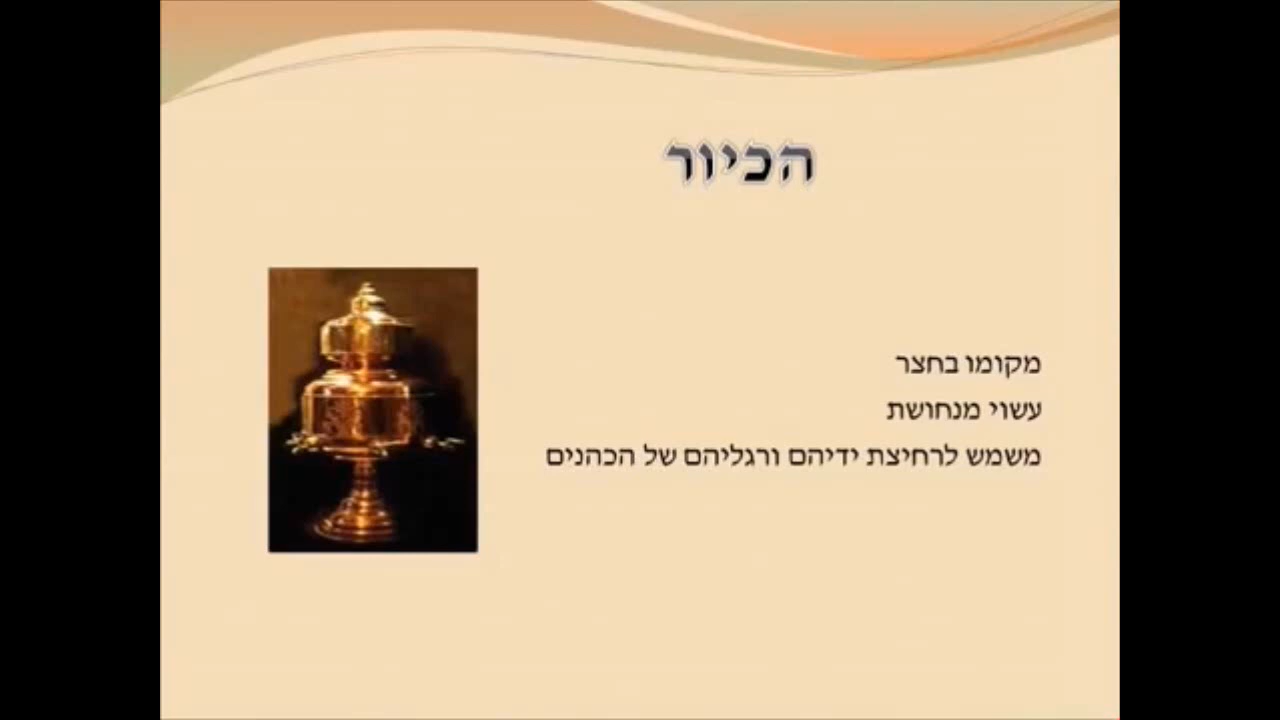 הכיור
מקומו בחצר
עשוי מנחושת
משמש לרחיצת ידיהם ורגליהם של הכהנים